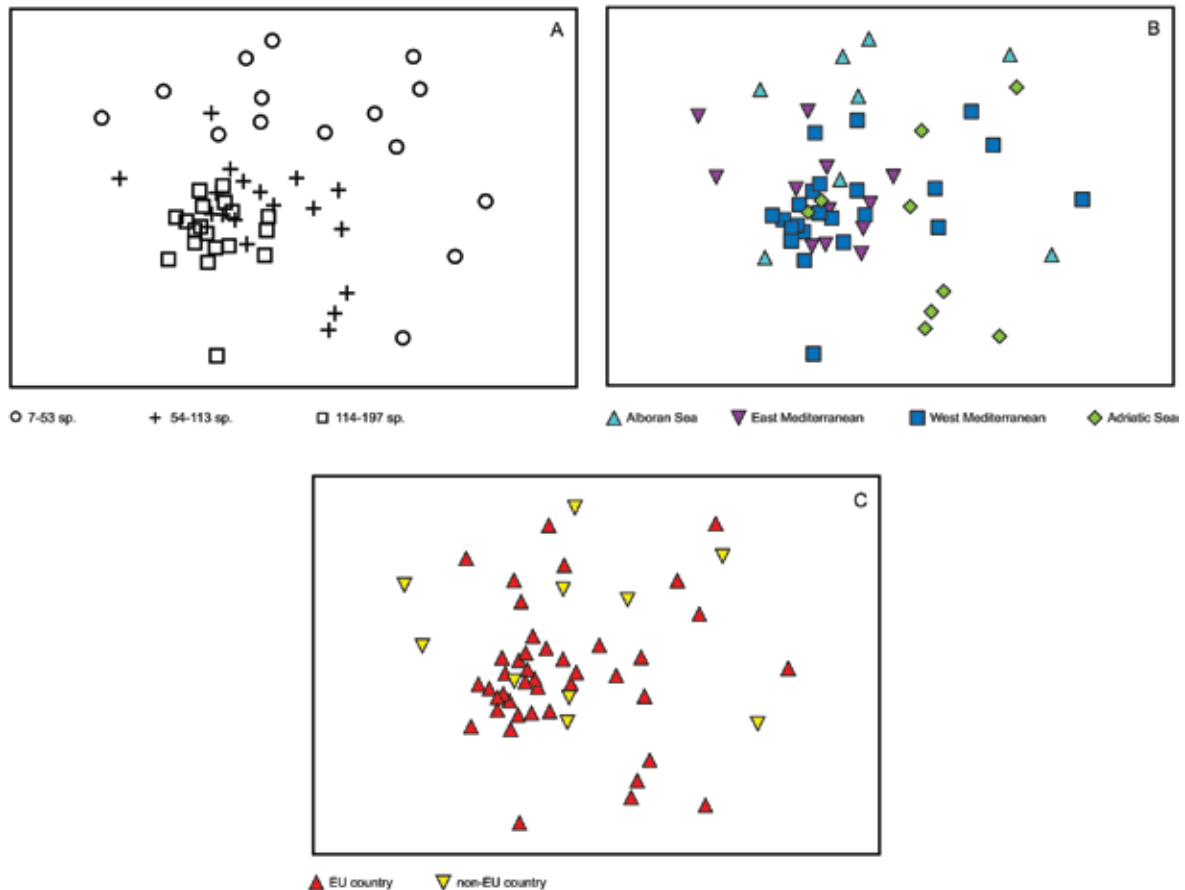 A
B
7-53 sp. 54-113 sp. 114-197 sp.
Alboran Sea East Mediterranean West Mediterranean Adriatic Sea
C
EU country non-EU country